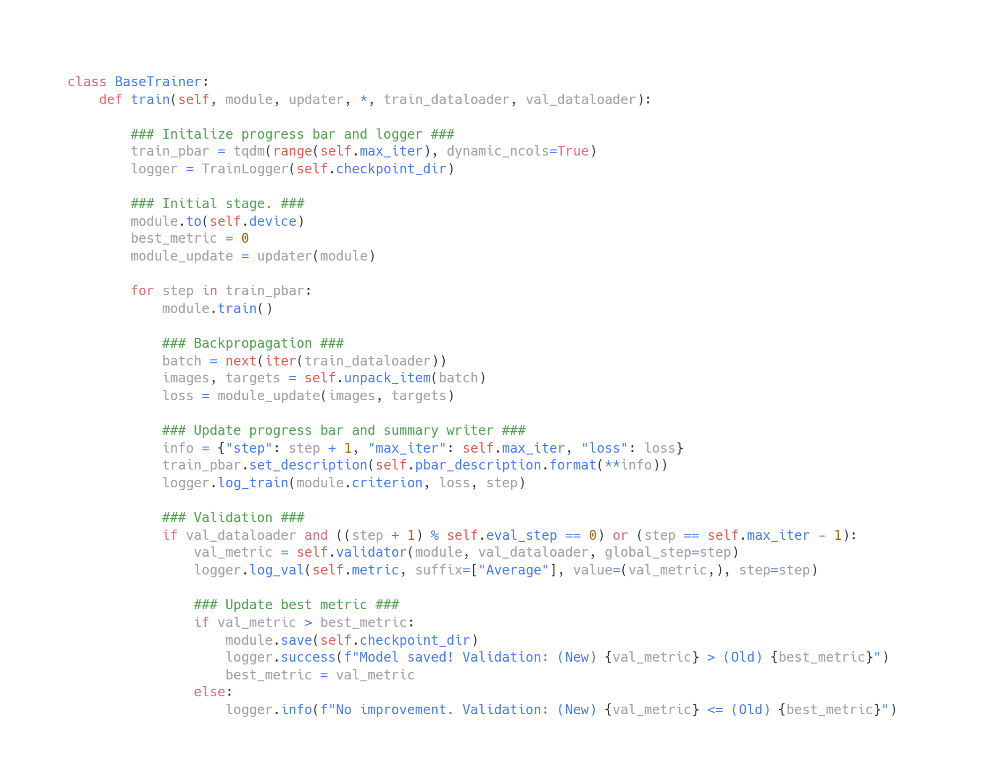 class BaseTrainer:
    def train(self, module, updater, *, train_dataloader, val_dataloader):

        ### Initalize progress bar and logger ###
        train_pbar = tqdm(range(self.max_iter), dynamic_ncols=True)
        logger = TrainLogger(self.checkpoint_dir)

        ### Initial stage. ###
        module.to(self.device)
        best_metric = 0
        module_update = updater(module)

        for step in train_pbar:
            module.train()

            ### Backpropagation ###
            batch = next(iter(train_dataloader))
            images, targets = self.unpack_item(batch)
            loss = module_update(images, targets)

            ### Update progress bar and summary writer ###
            info = {"step": step + 1, "max_iter": self.max_iter, "loss": loss}
            train_pbar.set_description(self.pbar_description.format(**info))
            logger.log_train(module.criterion, loss, step)

            ### Validation ###
            if val_dataloader and ((step + 1) % self.eval_step == 0) or (step == self.max_iter - 1):
                val_metric = self.validator(module, val_dataloader, global_step=step)
                logger.log_val(self.metric, suffix=["Average"], value=(val_metric,), step=step)

                ### Update best metric ###
                if val_metric > best_metric:
                    module.save(self.checkpoint_dir)
                    logger.success(f"Model saved! Validation: (New) {val_metric} > (Old) {best_metric}")
                    best_metric = val_metric
                else:
                    logger.info(f"No improvement. Validation: (New) {val_metric} <= (Old) {best_metric}")